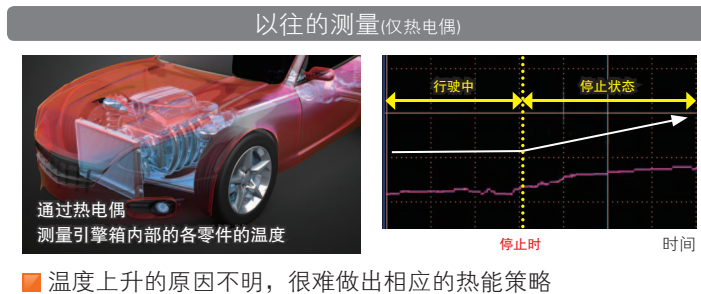 以往的测量(仅热电偶)
行驶中
停止状态
通过热电偶
测量引擎箱内部的各零件的温度
停止时
时间
温度上升的原因不明，很难做出相应的热能策略